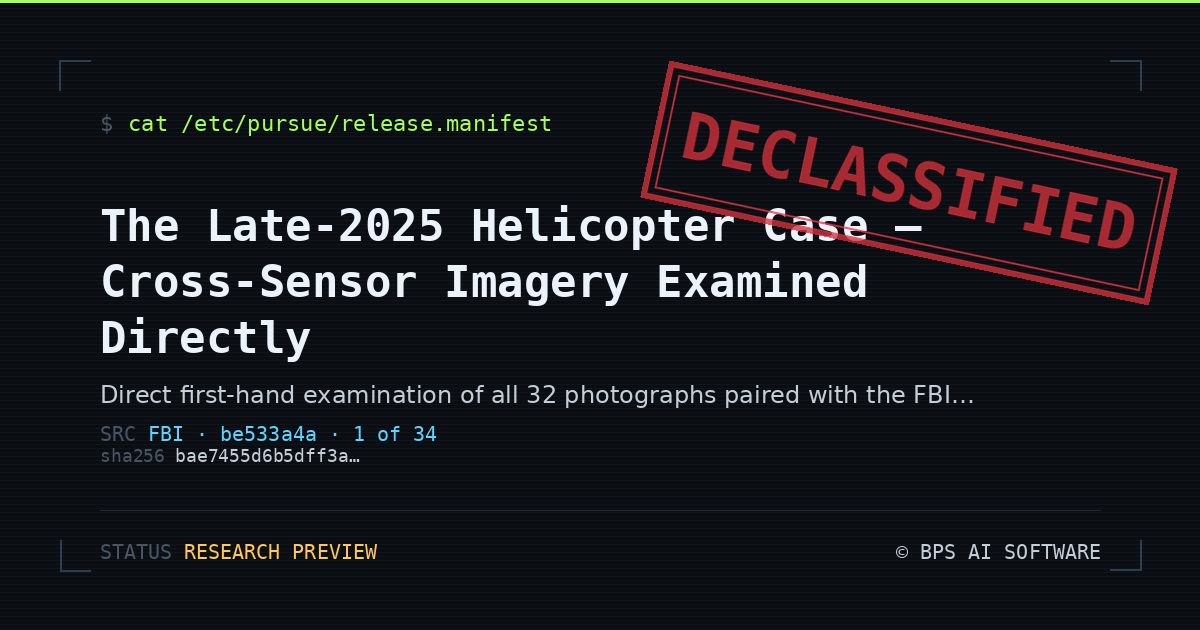 $ cat /etc/pursue/release.manifest
DECLASSIFIED
The Late-2025 Helicopter Case —
Cross-Sensor Imagery Examined
Directly
Direct first-hand examination of all 32 photographs paired with the FBI…
SRC FBI · be533a4a · 1 of 34
sha256 bae7455d6b5dff3a…
STATUS RESEARCH PREVIEW
© BPS AI SOFTWARE